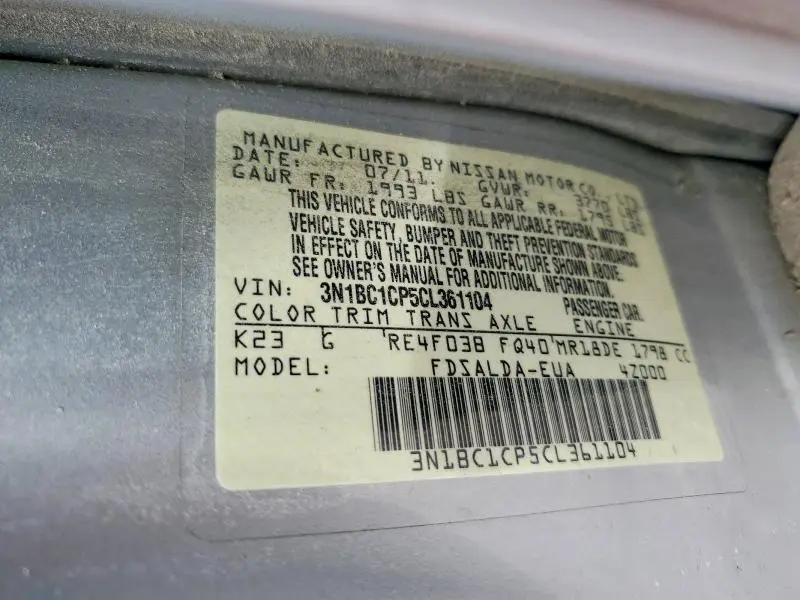 MANUFACTURED BY NISSAN MOTOR CO., LTD
DATE: 07/11. GVWR: 3770 LBS
GAWR FR: 1993 LBS GAWR RR: 1793 LBS
THIS VEHICLE CONFORMS TO ALL APPLICABLE FEDERAL MOTOR
VEHICLE SAFETY, BUMPER AND THEFT PREVENTION STANDARDS
IN EFFECT ON THE DATE OF MANUFACTURE SHOWN ABOVE.
SEE OWNER'S MANUAL FOR ADDITIONAL INFORMATION.
VIN: 3N1BC1CP5CL361104 PASSENGER CAR.
COLOR TRIM TRANS AXLE ENGINE
K23 G RE4F03B FQ40 MR18DE 1798 CC
MODEL: FDSALDA-EUA 4Z000
3N1BC1CP5CL361104